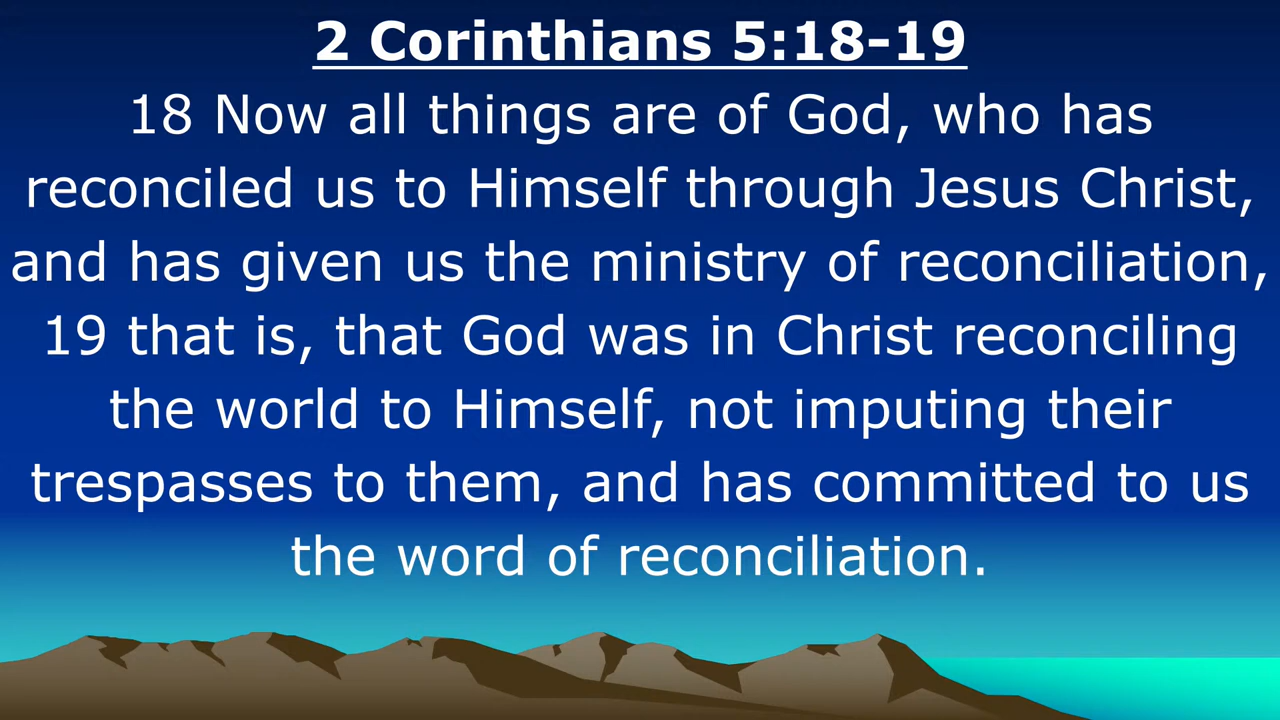 2 Corinthians 5:18-19
18 Now all things are of God, who has
reconciled us to Himself through Jesus Christ,
and has given us the ministry of reconciliation,
19 that is, that God was in Christ reconciling
the world to Himself, not imputing their
trespasses to them, and has committed to us
the word of reconciliation.